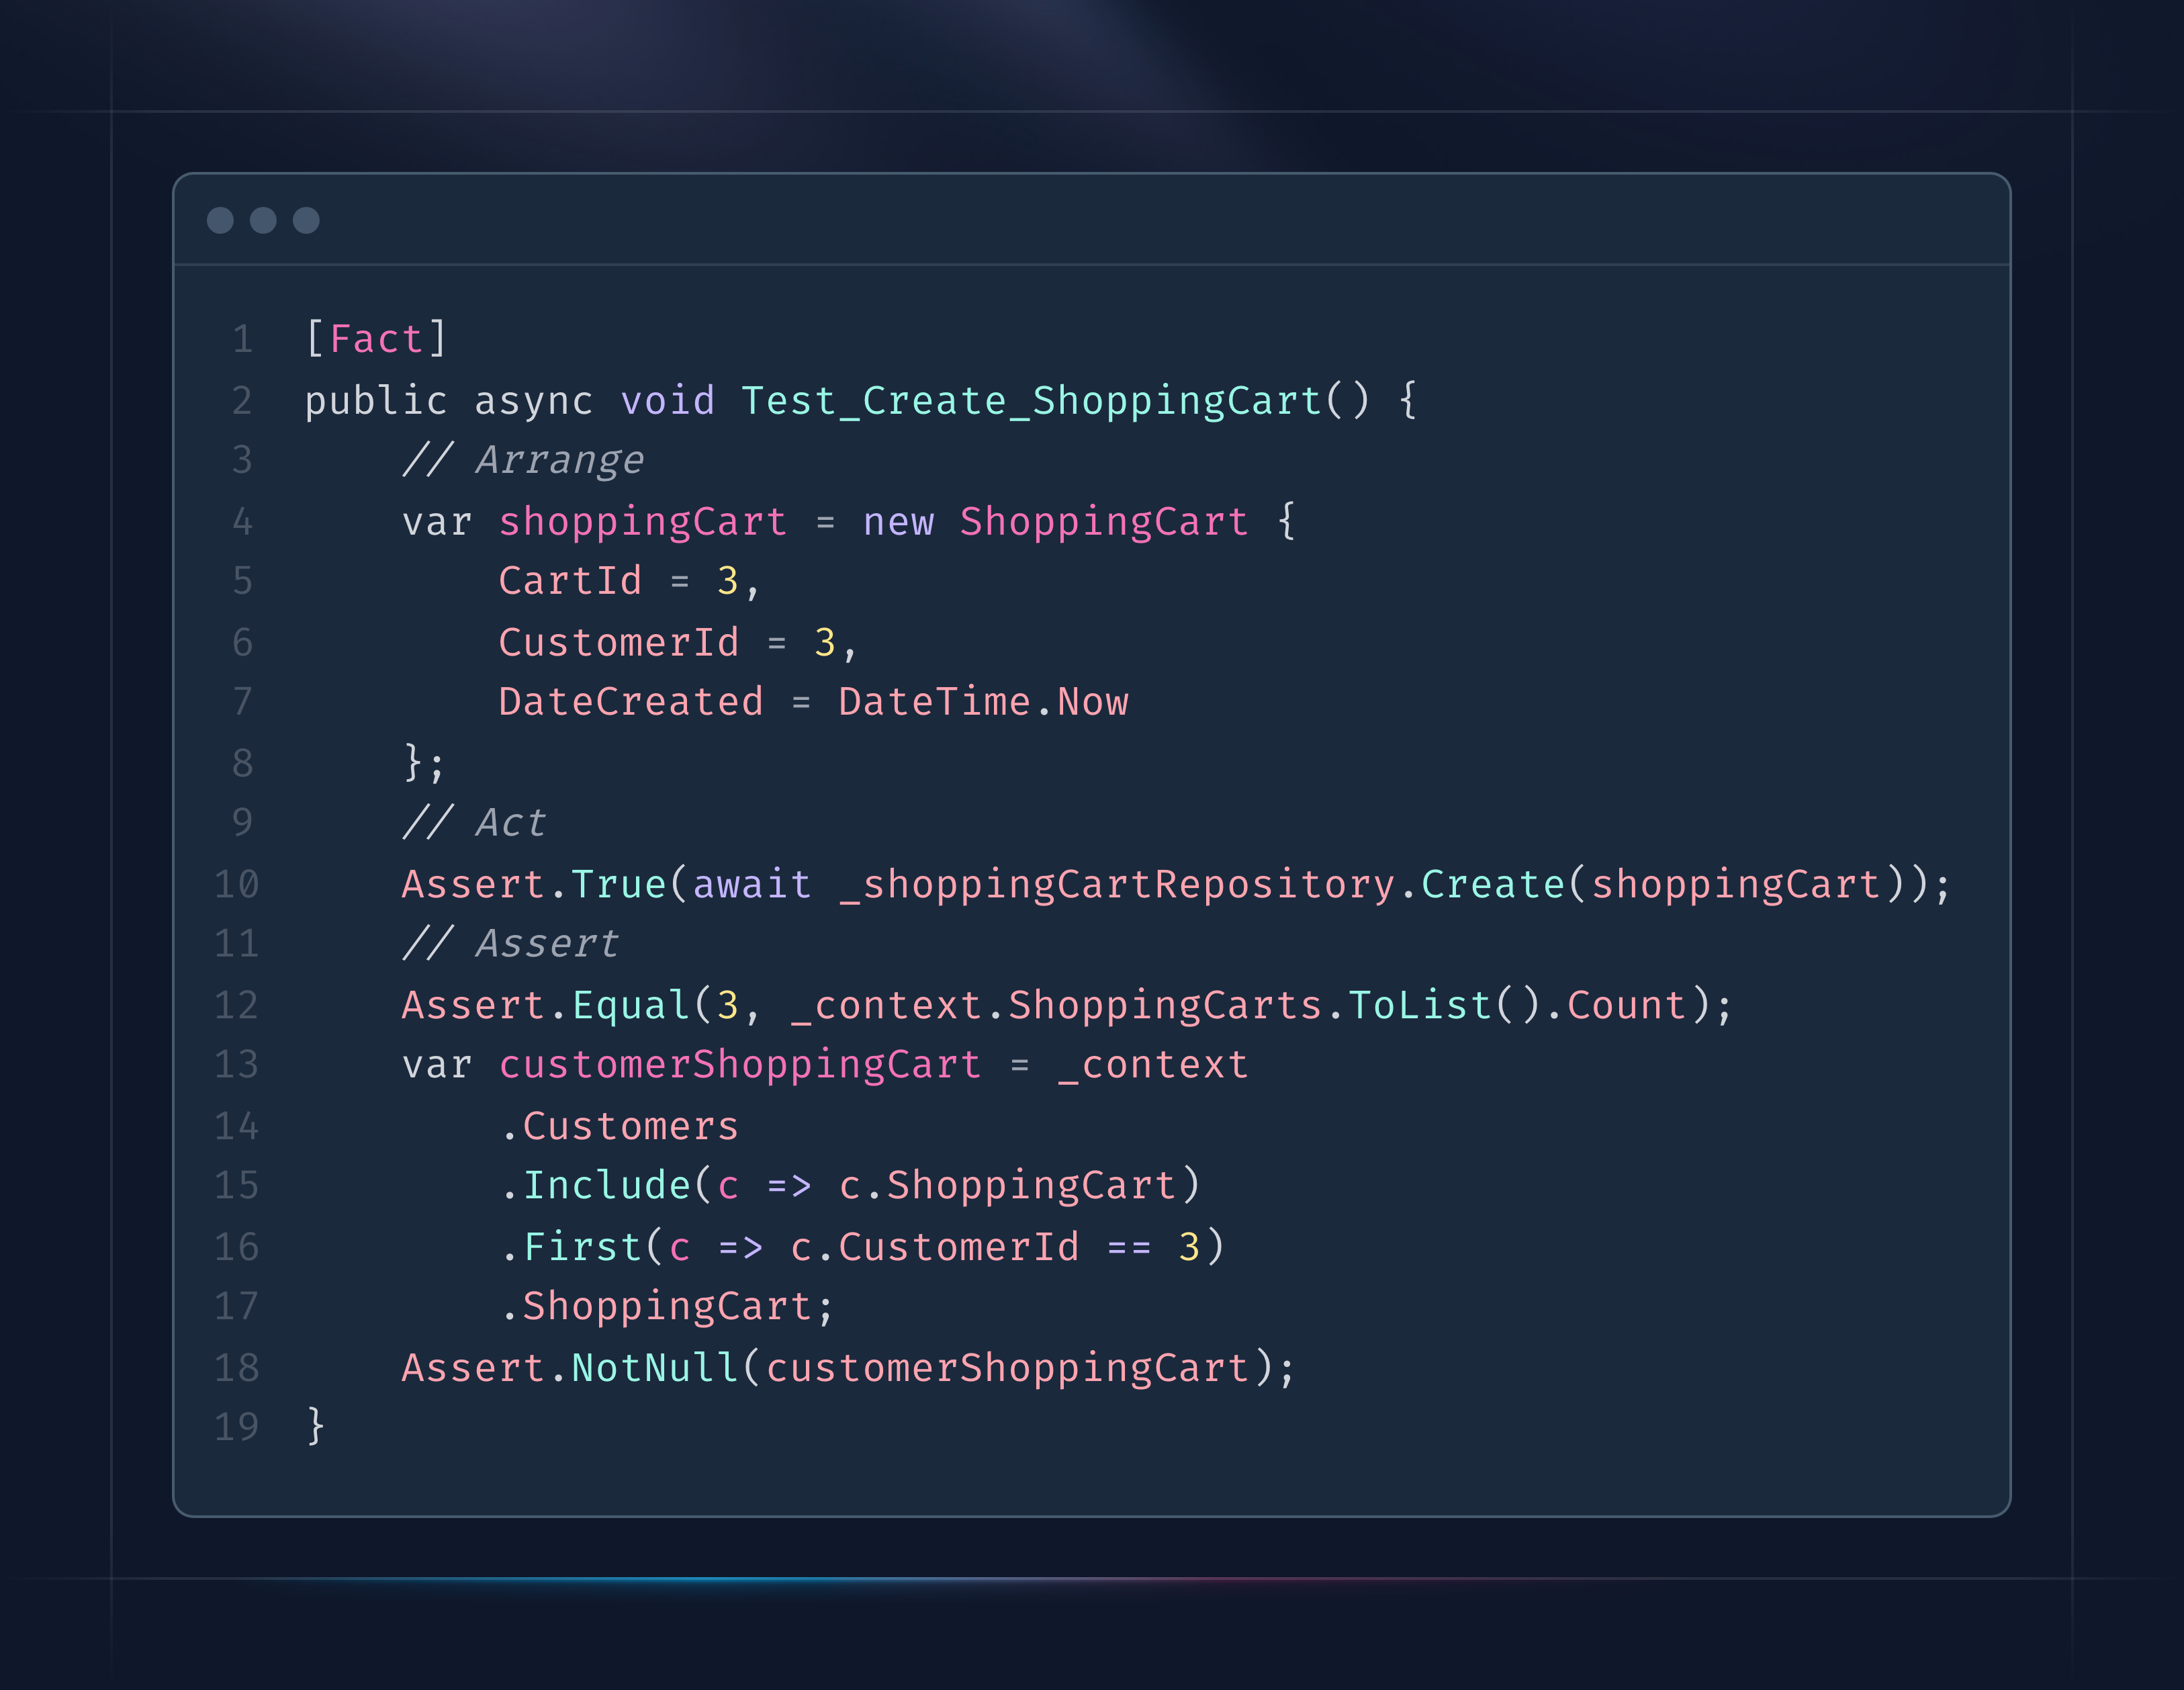 1 [Fact]
2 public async void Test_Create_ShoppingCart() {
3     // Arrange
4     var shoppingCart = new ShoppingCart {
5         CartId = 3,
6         CustomerId = 3,
7         DateCreated = DateTime.Now
8     };
9     // Act
10     Assert.True(await _shoppingCartRepository.Create(shoppingCart));
11     // Assert
12     Assert.Equal(3, _context.ShoppingCarts.ToList().Count);
13     var customerShoppingCart = _context
14         .Customers
15         .Include(c => c.ShoppingCart)
16         .First(c => c.CustomerId == 3)
17         .ShoppingCart;
18     Assert.NotNull(customerShoppingCart);
19 }